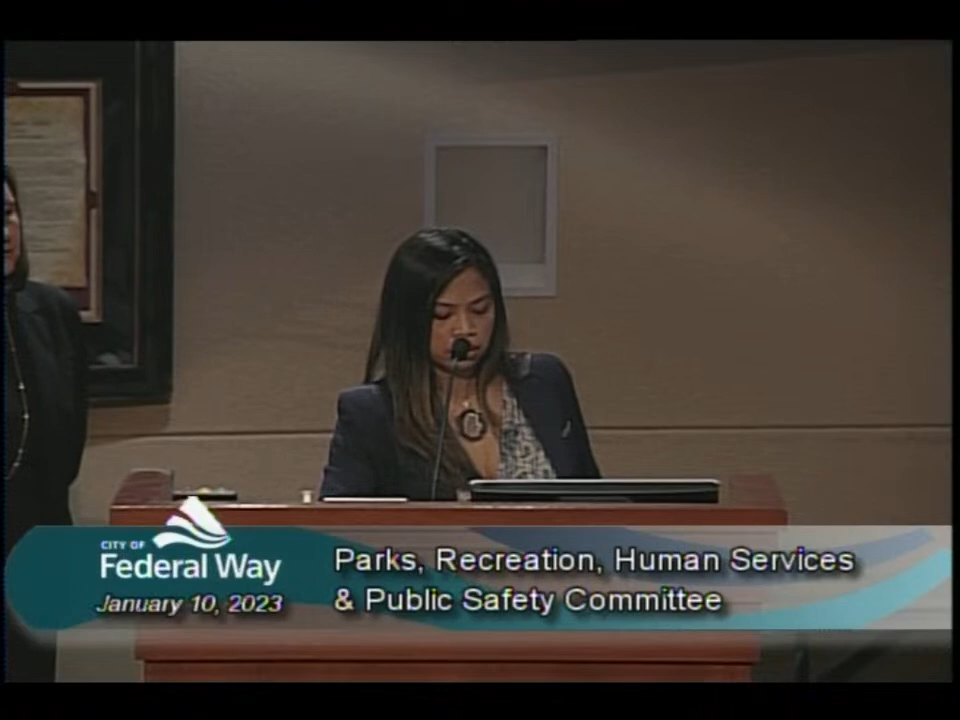 CITY OF
Federal Way
January 10, 2023
Parks, Recreation, Human Services
& Public Safety Committee